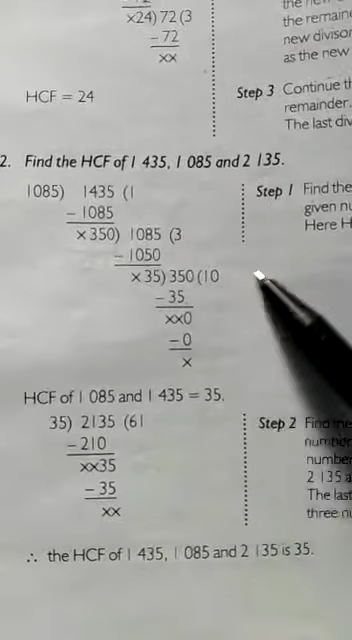 ×24) 72 (3
the remain
– 72
new divisor
×× 
as the new
HCF = 24
Step 3 Continue th
remainder.
The last div
2. Find the HCF of 1 435, 1 085 and 2 135.
1085) 1435 (1
Step 1 Find the
– 1085
given nu
×350) 1085 (3
Here H
– 1050
×35) 350 (10
– 35
××0
– 0
×
HCF of 1 085 and 1 435 = 35.
35) 2135 (61
Step 2 Find the
– 210
number
××35
number
– 35
2 135 a
××
The last
three nu
∴ the HCF of 1 435, 1 085 and 2 135 is 35.